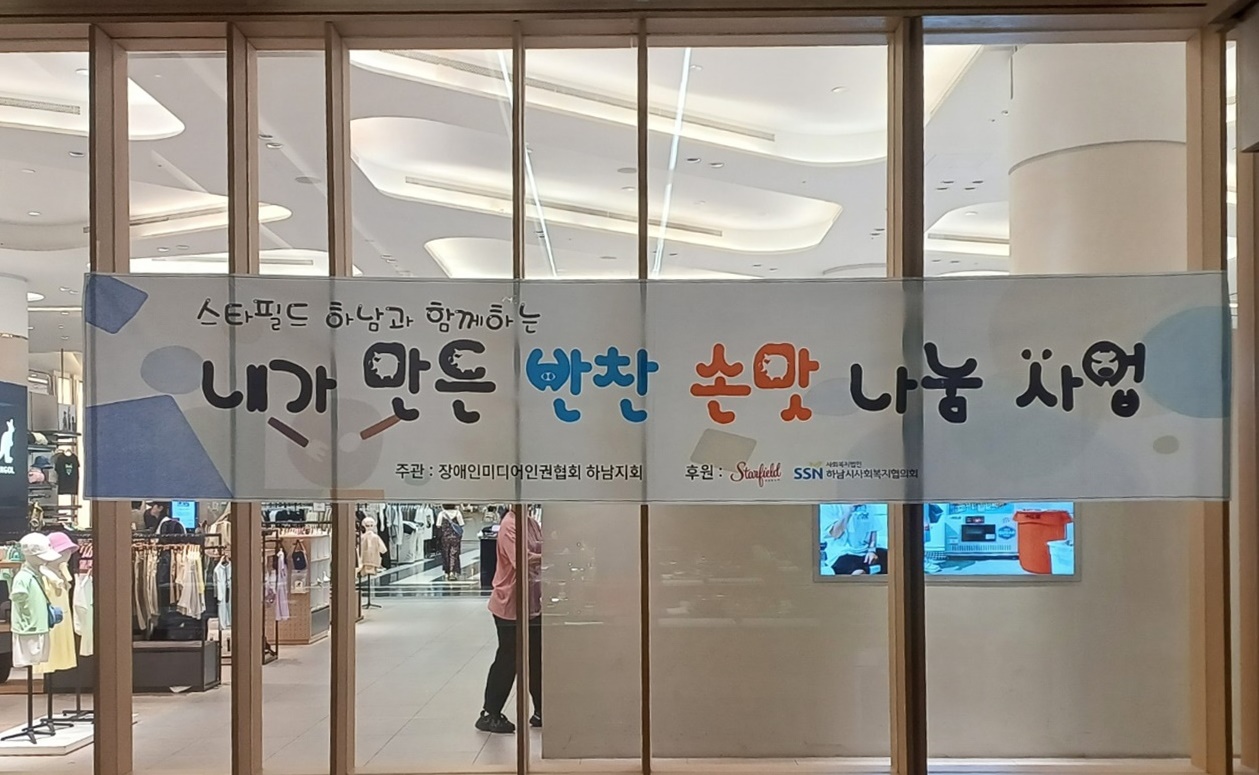 스타필드 하남과 함께하는
내가 만든 반찬 손맛 나눔 사업
주관 : 장애인미디어인권협회 하남지회 후원 : Starfield SSN 사회복지법인 하남시사회복지협의회